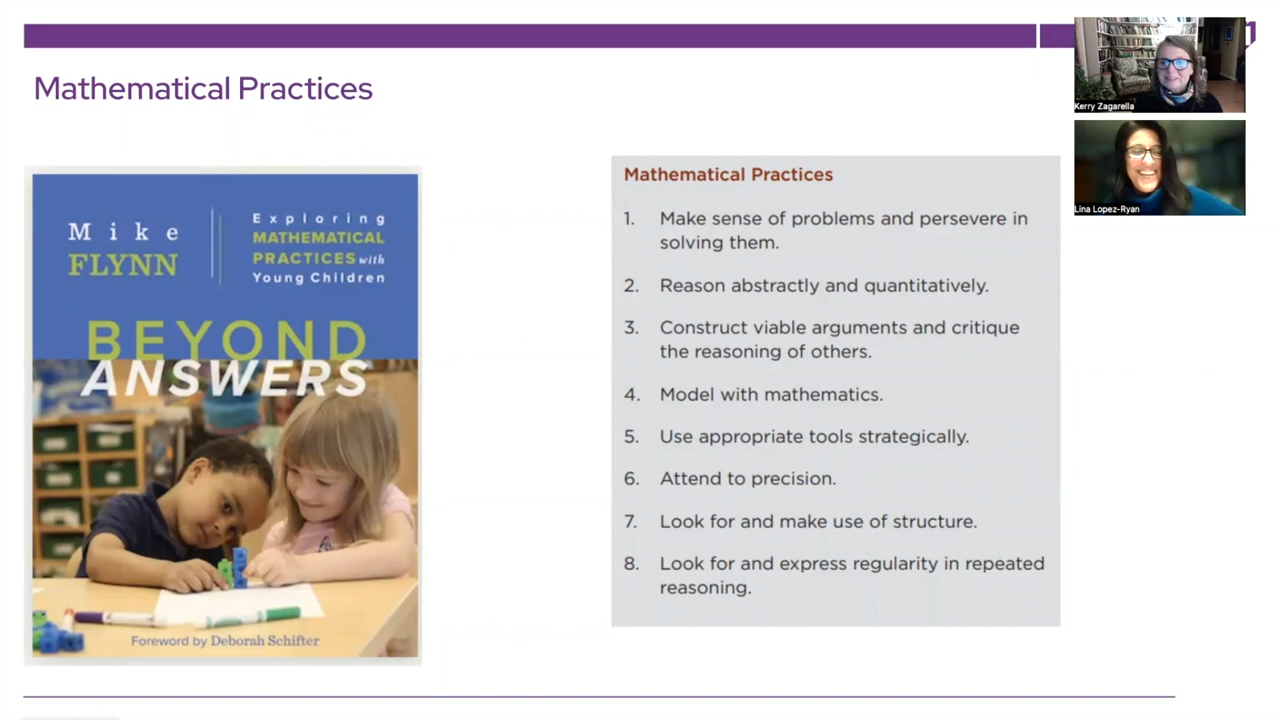 Mathematical Practices
Mike
FLYNN
Exploring
MATHEMATICAL
PRACTICES with
Young Children
BEYOND
ANSWERS
Foreword by Deborah Schifter
Mathematical Practices
1. Make sense of problems and persevere in
solving them.
2. Reason abstractly and quantitatively.
3. Construct viable arguments and critique
the reasoning of others.
4. Model with mathematics.
5. Use appropriate tools strategically.
6. Attend to precision.
7. Look for and make use of structure.
8. Look for and express regularity in repeated
reasoning.
Kerry Zagarella
Lina Lopez-Ryan